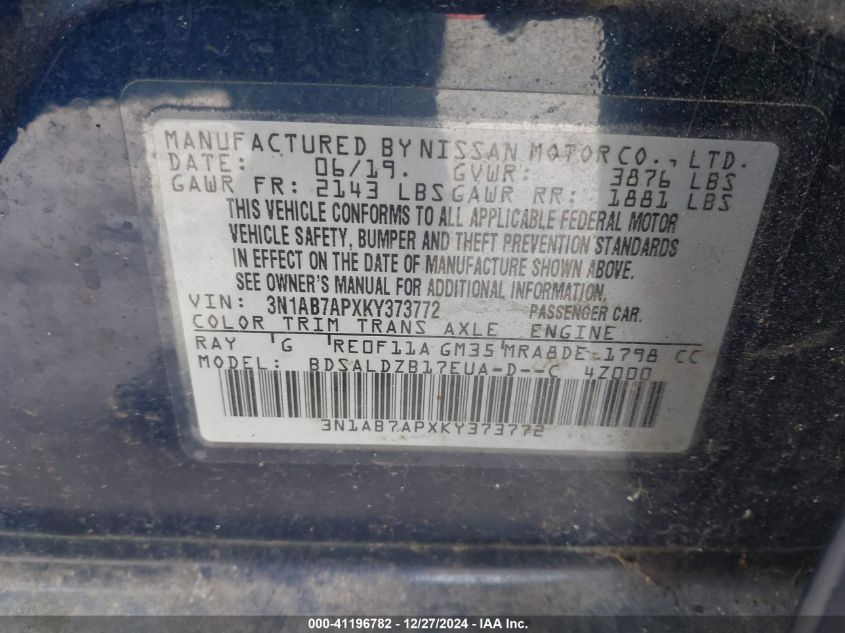 MANUFACTURED BY NISSAN MOTOR CO., LTD.
DATE: 06/19. GVWR: 3876 LBS
GAWR FR: 2143 LBS GAWR RR: 1881 LBS
THIS VEHICLE CONFORMS TO ALL APPLICABLE FEDERAL MOTOR
VEHICLE SAFETY, BUMPER AND THEFT PREVENTION STANDARDS
IN EFFECT ON THE DATE OF MANUFACTURE SHOWN ABOVE.
SEE OWNER'S MANUAL FOR ADDITIONAL INFORMATION.
VIN: 3N1AB7APXKY373772 PASSENGER CAR.
COLOR TRIM TRANS AXLE ENGINE
RAY G RE0F11A GM35 MRA8DE 1798 CC
MODEL: BDSALDZB17EUA-D--C 4Z000
3N1AB7APXKY373772
000-41196782 - 12/27/2024 - IAA Inc.